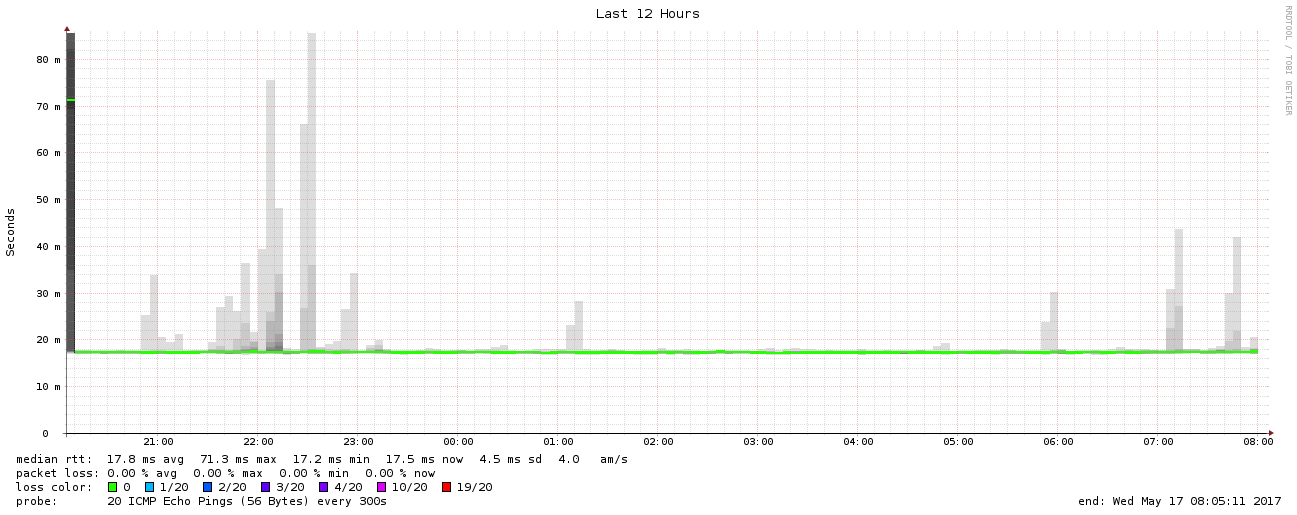 Last 12 Hours
RRDTOOL / TOBI OETIKER
Seconds
80 m
70 m
60 m
50 m
40 m
30 m
20 m
10 m
0
21:00 22:00 23:00 00:00 01:00 02:00 03:00 04:00 05:00 06:00 07:00 08:00
median rtt: 17.8 ms avg 71.3 ms max 17.2 ms min 17.5 ms now 4.5 ms sd 4.0 am/s
packet loss: 0.00 % avg 0.00 % max 0.00 % min 0.00 % now
loss color: 0 1/20 2/20 3/20 4/20 10/20 19/20
probe: 20 ICMP Echo Pings (56 Bytes) every 300s end: Wed May 17 08:05:11 2017